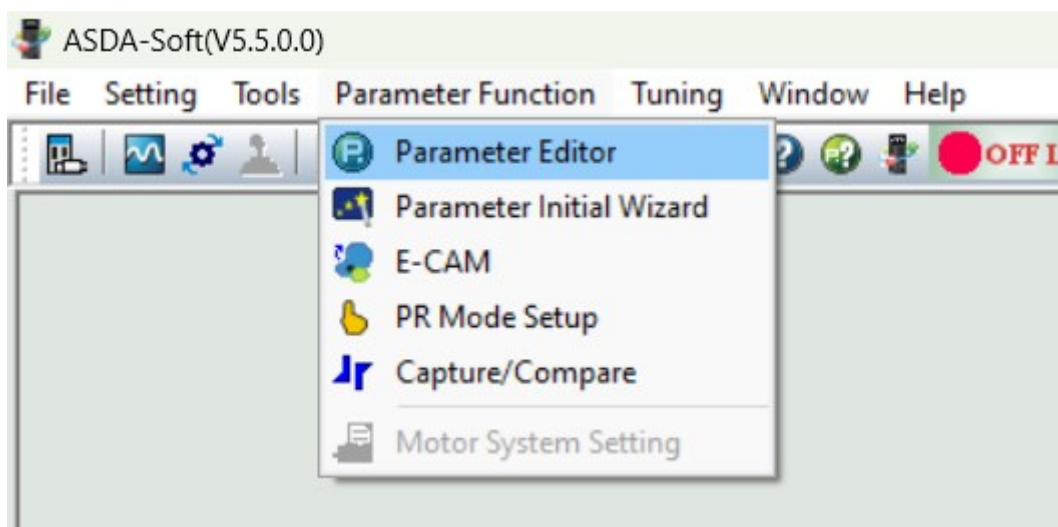 ASDA-Soft(V5.5.0.0)
File Setting Tools Parameter Function Tuning Window Help
OFF
Parameter Editor
Parameter Initial Wizard
E-CAM
PR Mode Setup
Capture/Compare
Motor System Setting